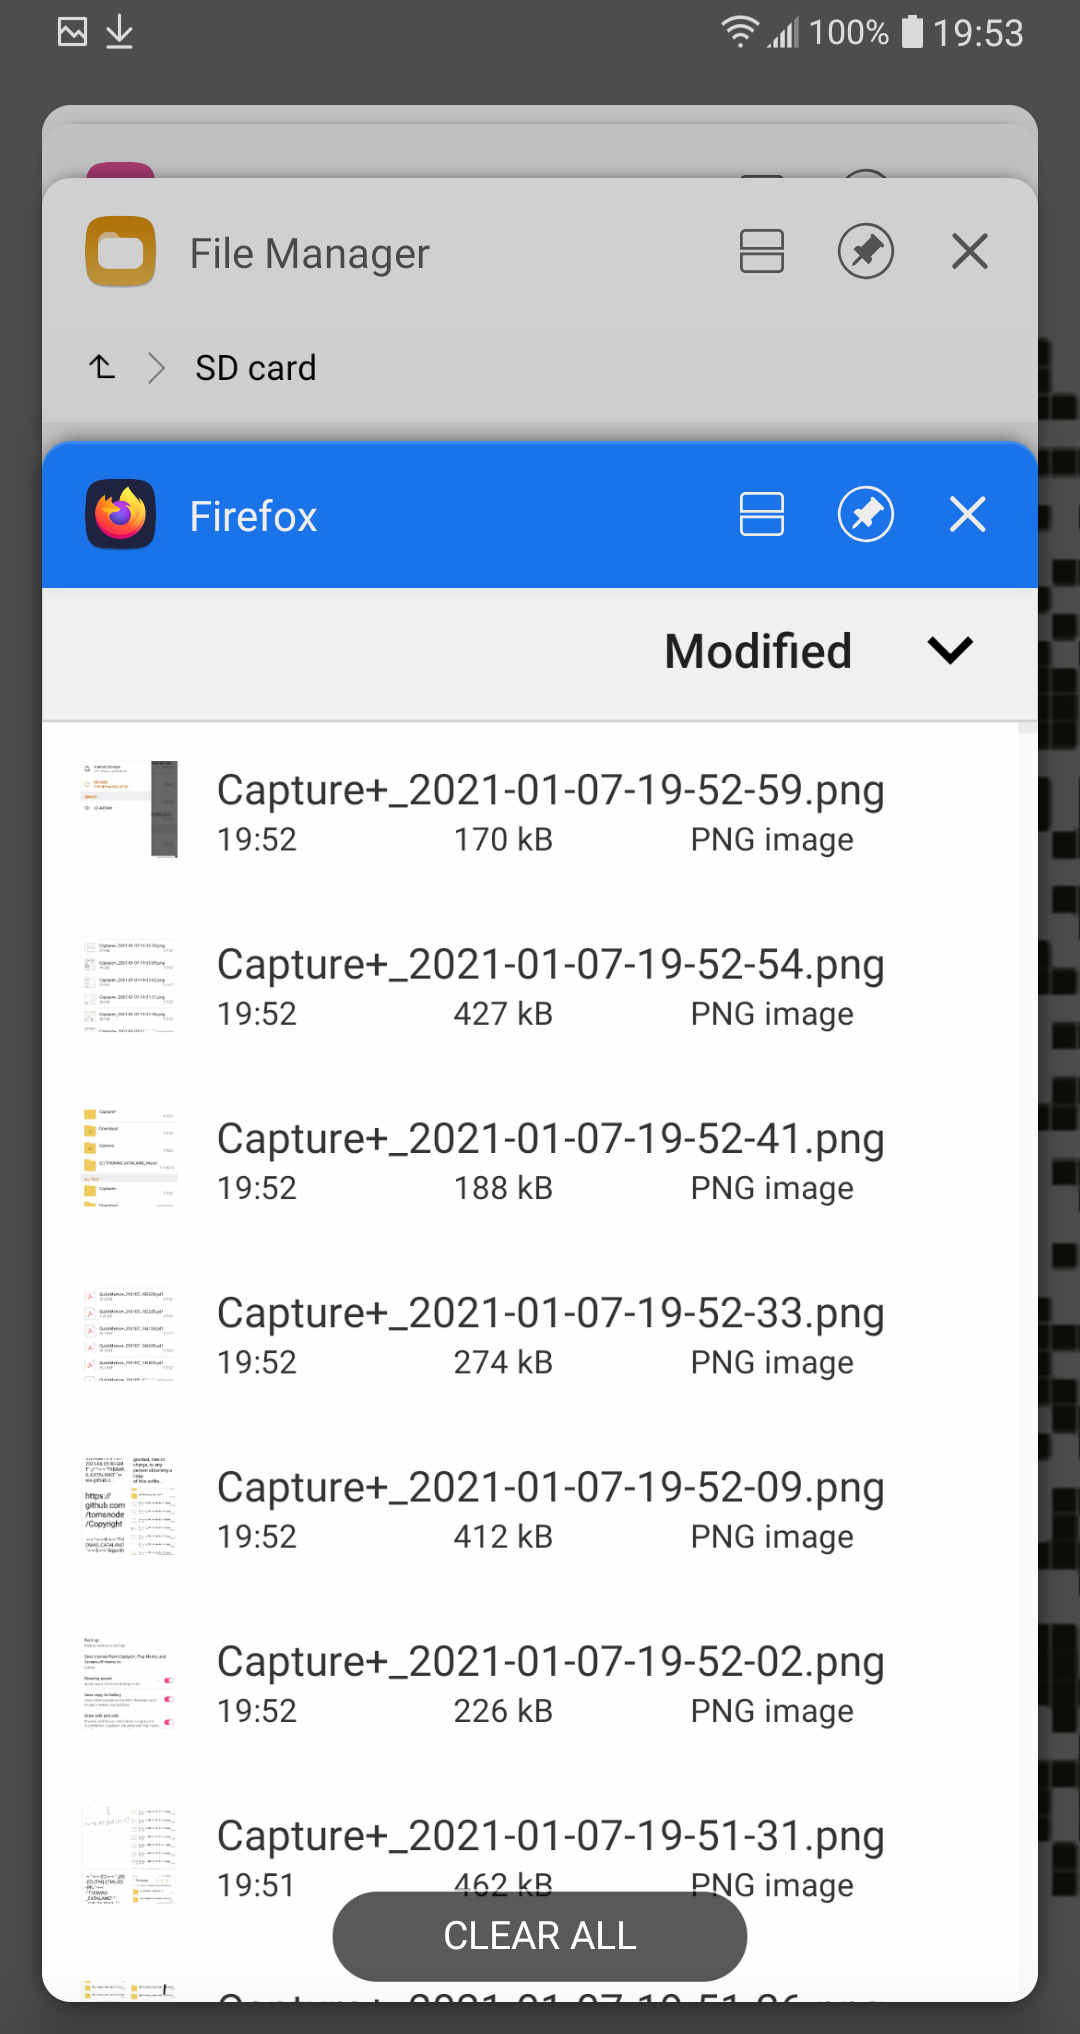 100% 19:53
File Manager
SD card
Firefox
Modified
Capture+_2021-01-07-19-52-59.png
19:52 170 kB PNG image
Capture+_2021-01-07-19-52-54.png
19:52 427 kB PNG image
Capture+_2021-01-07-19-52-41.png
19:52 188 kB PNG image
Capture+_2021-01-07-19-52-33.png
19:52 274 kB PNG image
https://
github.com
/tomsnode
/Copyright
Capture+_2021-01-07-19-52-09.png
19:52 412 kB PNG image
Capture+_2021-01-07-19-52-02.png
19:52 226 kB PNG image
Capture+_2021-01-07-19-51-31.png
19:51 462 kB PNG image
CLEAR ALL